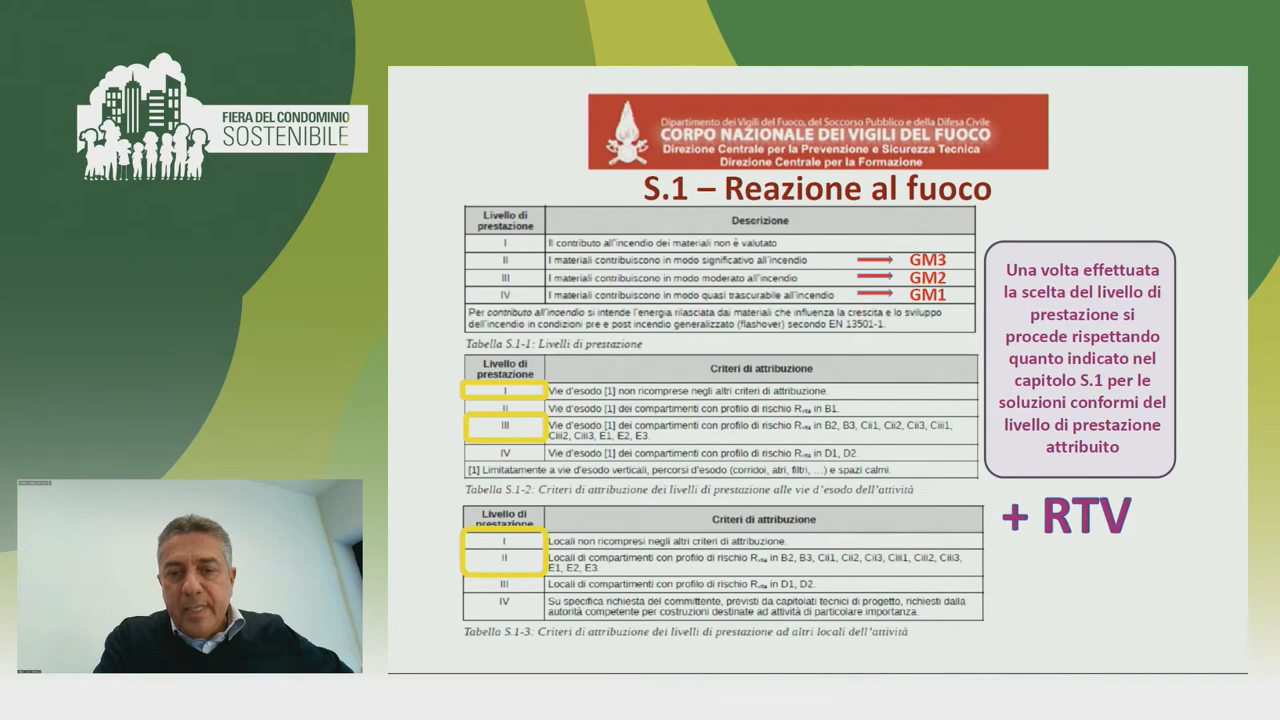 FIERA DEL CONDOMINIO
SOSTENIBILE
Dipartimento dei Vigili del Fuoco, del Soccorso Pubblico e della Difesa Civile
CORPO NAZIONALE DEI VIGILI DEL FUOCO
Direzione Centrale per la Prevenzione e Sicurezza Tecnica
Direzione Centrale per la Formazione
S.1 – Reazione al fuoco
Livello di prestazione
Descrizione
I
Il contributo all'incendio dei materiali non è valutato
II
I materiali contribuiscono in modo significativo all'incendio
GM3
III
I materiali contribuiscono in modo moderato all'incendio
GM2
IV
I materiali contribuiscono in modo quasi trascurabile all'incendio
GM1
Per contributo all'incendio si intende l'energia rilasciata dai materiali che influenza la crescita e lo sviluppo
dell'incendio in condizioni pre e post incendio generalizzato (flashover) secondo EN 13501-1.
Tabella S.1-1: Livelli di prestazione
Livello di prestazione
Criteri di attribuzione
I
Vie d'esodo [1] non ricomprese negli altri criteri di attribuzione.
II
Vie d'esodo [1] dei compartimenti con profilo di rischio Rvita in B1.
III
Vie d'esodo [1] dei compartimenti con profilo di rischio Rvita in B2, B3, Cii1, Cii2, Cii3, Ciii1,
Ciii2, Ciii3, E1, E2, E3.
IV
Vie d'esodo [1] dei compartimenti con profilo di rischio Rvita in D1, D2.
[1] Limitatamente a vie d'esodo verticali, percorsi d'esodo (corridoi, atri, filtri, ...) e spazi calmi.
Tabella S.1-2: Criteri di attribuzione dei livelli di prestazione alle vie d'esodo dell'attività
Livello di
prestazione
Criteri di attribuzione
I
Locali non ricompresi negli altri criteri di attribuzione.
II
Locali di compartimenti con profilo di rischio Rvita in B2, B3, Cii1, Cii2, Cii3, Ciii1, Ciii2, Ciii3,
E1, E2, E3.
III
Locali di compartimenti con profilo di rischio Rvita in D1, D2.
IV
Su specifica richiesta del committente, previsti da capitolati tecnici di progetto, richiesti dalla
autorità competente per costruzioni destinate ad attività di particolare importanza.
Tabella S.1-3: Criteri di attribuzione dei livelli di prestazione ad altri locali dell'attività
Una volta effettuata
la scelta del livello di
prestazione si
procede rispettando
quanto indicato nel
capitolo S.1 per le
soluzioni conformi del
livello di prestazione
attribuito
+ RTV